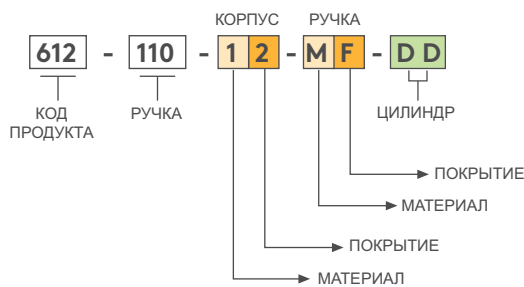 КОРПУС РУЧКА
612 - 110 - 1 2 - M F - D D
КОД
ПРОДУКТА
РУЧКА
ЦИЛИНДР
ПОКРЫТИЕ
МАТЕРИАЛ
ПОКРЫТИЕ
МАТЕРИАЛ